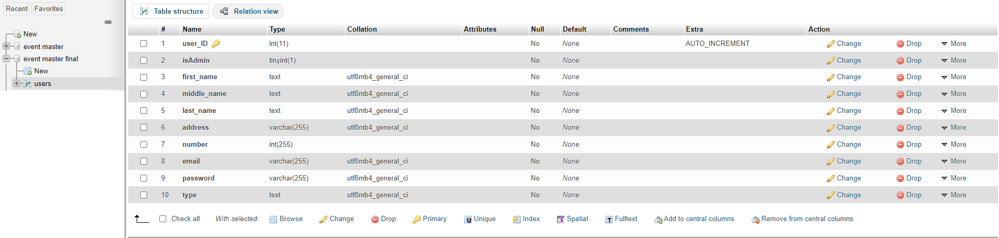 Recent Favorites
New
event master
event master final
New
users
Table structure Relation view
# Name Type Collation Attributes Null Default Comments Extra Action
1 user_ID int(11) No None AUTO_INCREMENT Change Drop More
2 isAdmin tinyint(1) No None Change Drop More
3 first_name text utf8mb4_general_ci No None Change Drop More
4 middle_name text utf8mb4_general_ci No None Change Drop More
5 last_name text utf8mb4_general_ci No None Change Drop More
6 address varchar(255) utf8mb4_general_ci No None Change Drop More
7 number int(255) No None Change Drop More
8 email varchar(255) utf8mb4_general_ci No None Change Drop More
9 password varchar(255) utf8mb4_general_ci No None Change Drop More
10 type text utf8mb4_general_ci No None Change Drop More
Check all With selected: Browse Change Drop Primary Unique Index Spatial Fulltext Add to central columns Remove from central columns